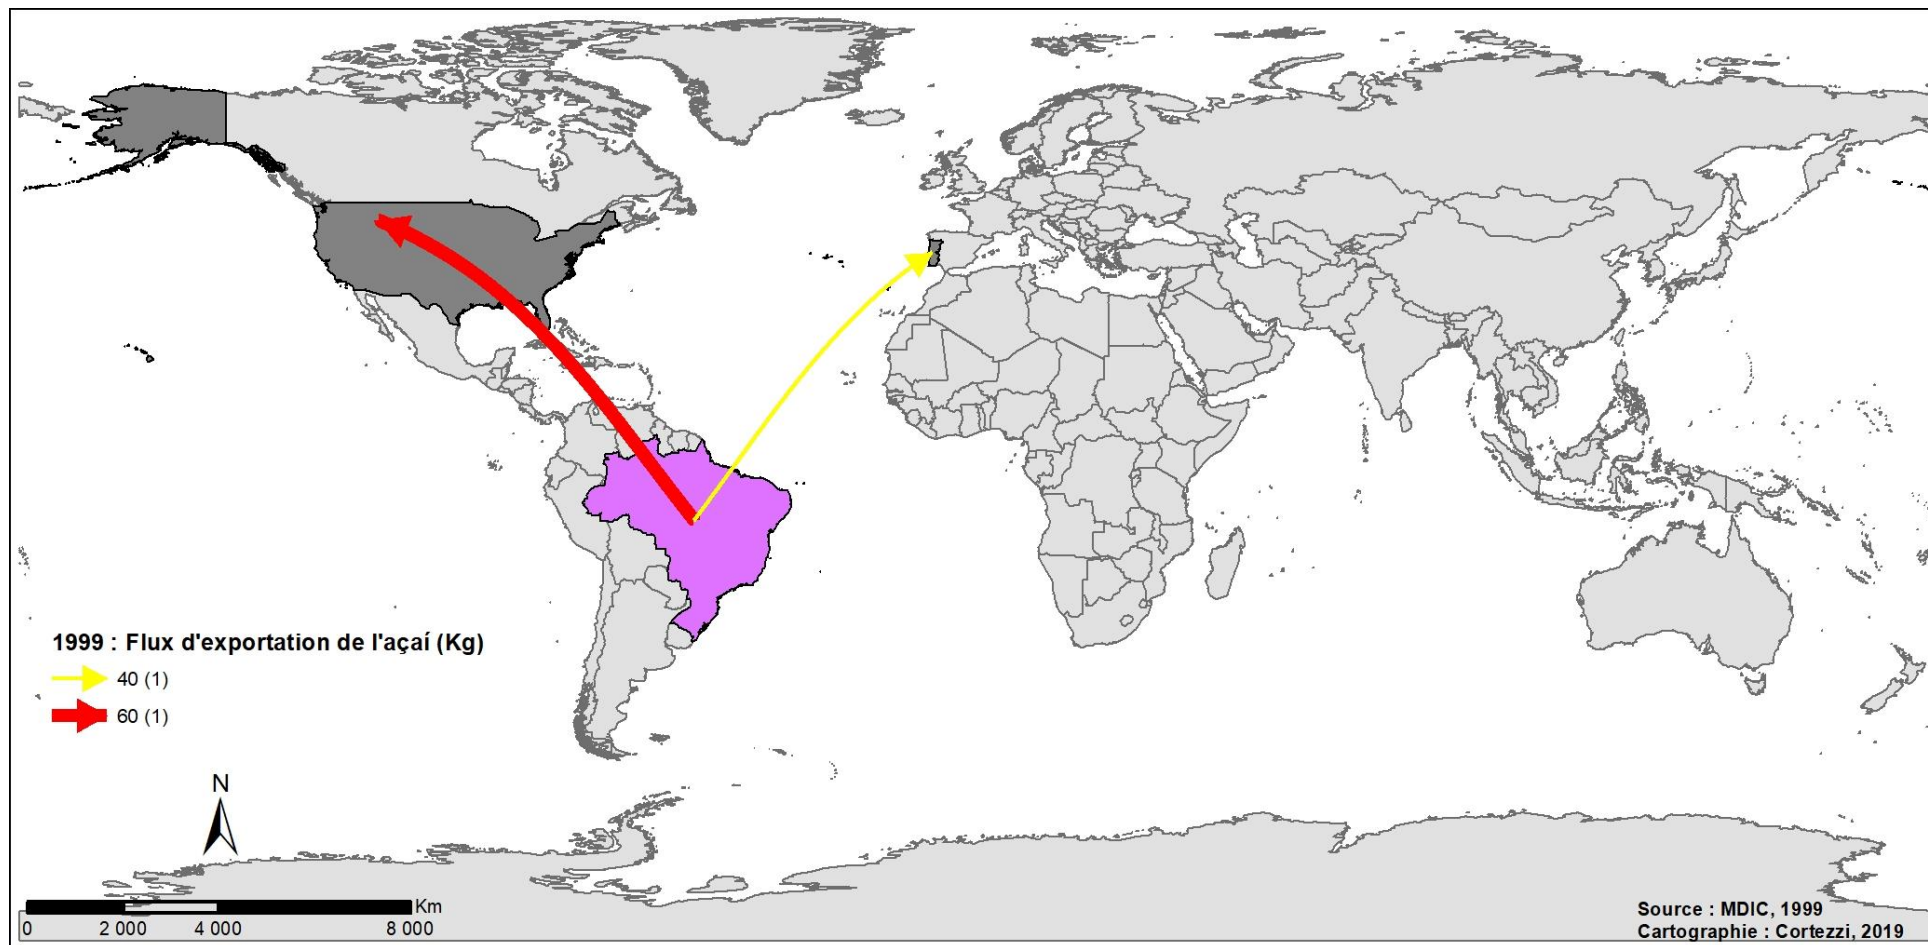 1999 : Flux d'exportation de l'açaí (Kg)
40 (1)
60 (1)
N
Km
0 2 000 4 000 8 000
Source : MDIC, 1999
Cartographie : Cortezzi, 2019